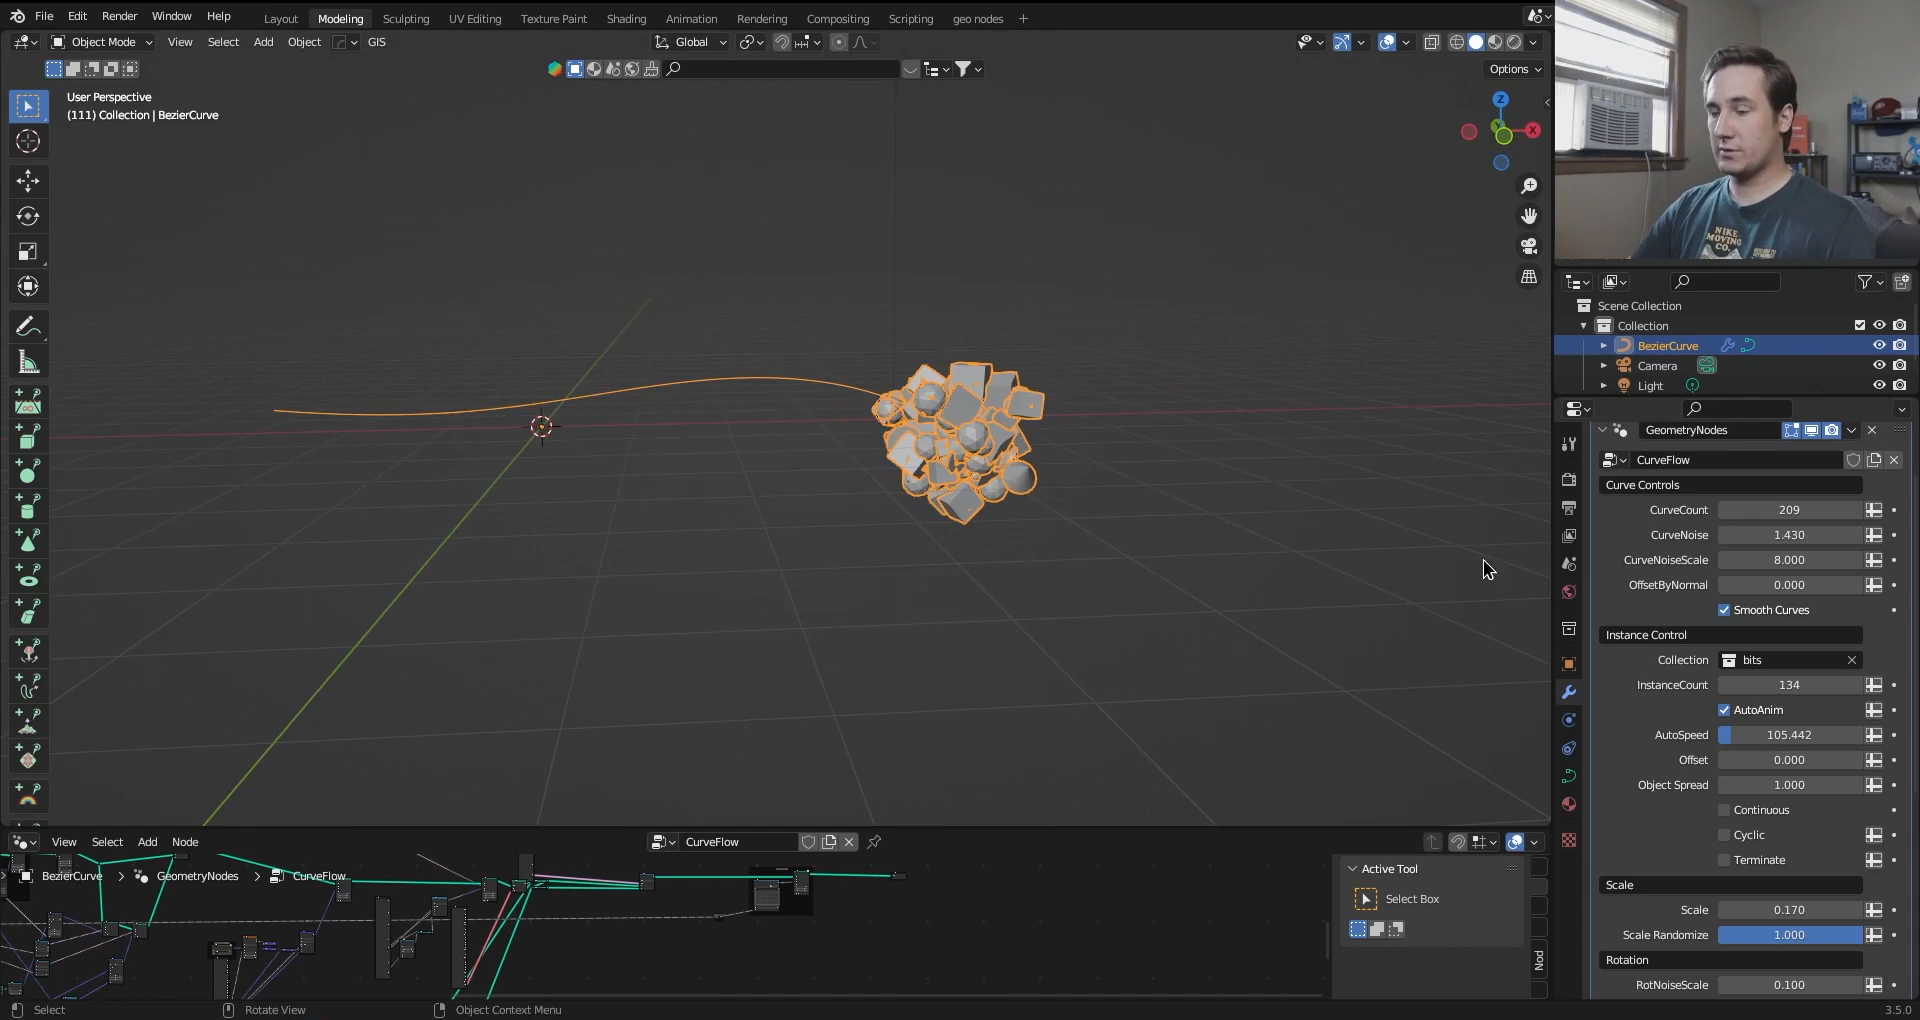 File Edit Render Window Help Layout Modeling Sculpting UV Editing Texture Paint Shading Animation Rendering Compositing Scripting geo nodes +
Object Mode View Select Add Object GIS Global
Options
User Perspective
(111) Collection | BezierCurve
Z
X
NIKE
MOVING
CO.
Scene Collection
Collection
BezierCurve
Camera
Light
GeometryNodes
CurveFlow
Curve Controls
CurveCount 209
CurveNoise 1.430
CurveNoiseScale 8.000
OffsetByNormal 0.000
Smooth Curves
Instance Control
Collection bits
InstanceCount 134
AutoAnim
AutoSpeed 105.442
Offset 0.000
Object Spread 1.000
Continuous
Cyclic
Terminate
Scale
Scale 0.170
Scale Randomize 1.000
Rotation
RotNoiseScale 0.100
View Select Add Node CurveFlow
BezierCurve > GeometryNodes > CurveFlow
Active Tool
Select Box
Nod
Select Rotate View Object Context Menu 3.5.0